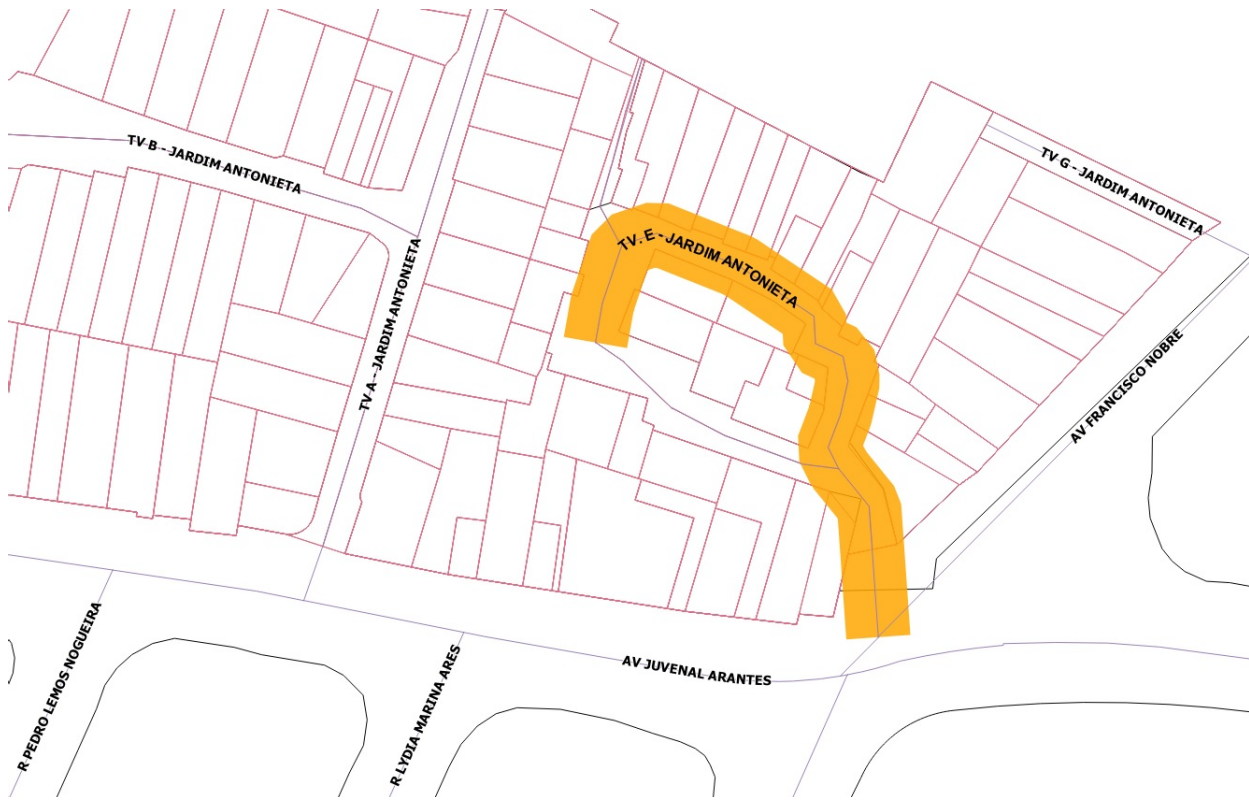 TV B - JARDIM ANTONIETA
TV G - JARDIM ANTONIETA
TV. E - JARDIM ANTONIETA
TV A - JARDIM ANTONIETA
AV FRANCISCO NOBRE
R PEDRO LEMOS NOGUEIRA
R LYDIA MARINA ARES
AV JUVENAL ARANTES